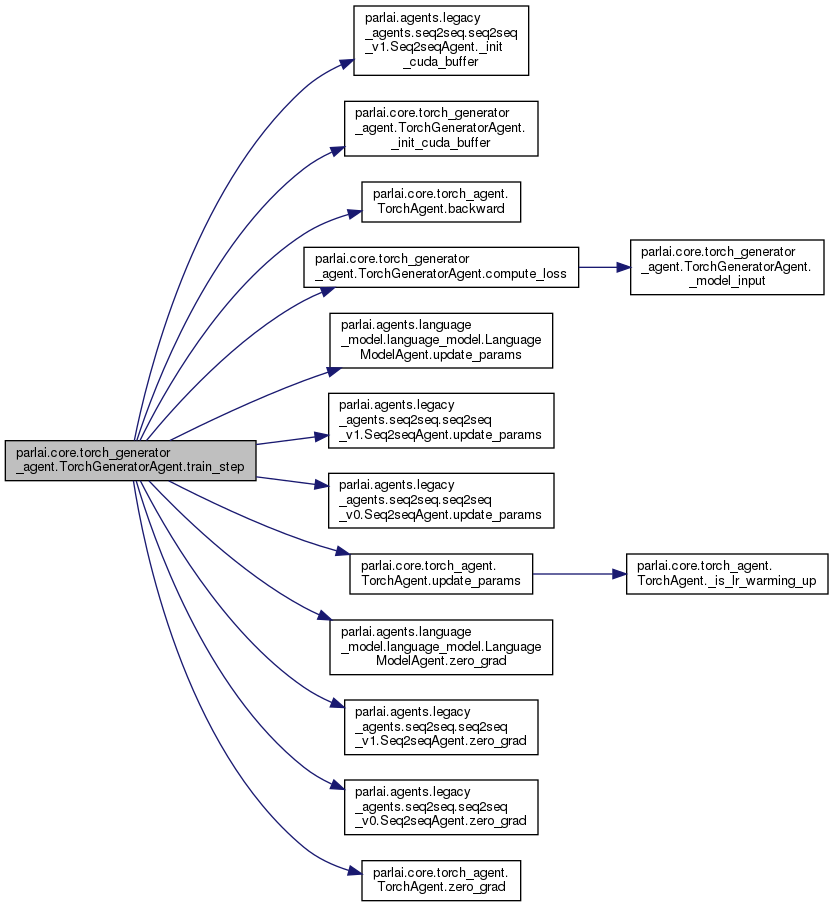 parlai.agents.legacy
_agents.seq2seq.seq2seq
_v1.Seq2seqAgent._init
_cuda_buffer
parlai.core.torch_generator
_agent.TorchGeneratorAgent.
_init_cuda_buffer
parlai.core.torch_agent.
TorchAgent.backward
parlai.core.torch_generator
_agent.TorchGeneratorAgent.compute_loss
parlai.core.torch_generator
_agent.TorchGeneratorAgent.
_model_input
parlai.agents.language
_model.language_model.Language
ModelAgent.update_params
parlai.agents.legacy
_agents.seq2seq.seq2seq
_v1.Seq2seqAgent.update_params
parlai.core.torch_generator
_agent.TorchGeneratorAgent.train_step
parlai.agents.legacy
_agents.seq2seq.seq2seq
_v0.Seq2seqAgent.update_params
parlai.core.torch_agent.
TorchAgent.update_params
parlai.core.torch_agent.
TorchAgent._is_lr_warming_up
parlai.agents.language
_model.language_model.Language
ModelAgent.zero_grad
parlai.agents.legacy
_agents.seq2seq.seq2seq
_v1.Seq2seqAgent.zero_grad
parlai.agents.legacy
_agents.seq2seq.seq2seq
_v0.Seq2seqAgent.zero_grad
parlai.core.torch_agent.
TorchAgent.zero_grad